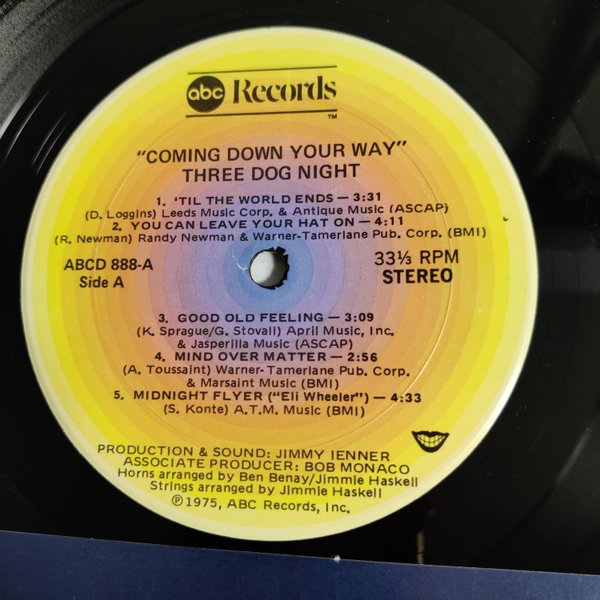 abc Records
TM
"COMING DOWN YOUR WAY"
THREE DOG NIGHT
1. 'TIL THE WORLD ENDS — 3:31
(D. Loggins) Leeds Music Corp. & Antique Music (ASCAP)
2. YOU CAN LEAVE YOUR HAT ON — 4:11
(R. Newman) Randy Newman & Warner-Tamerlane Pub. Corp. (BMI)
ABCD 888-A
Side A
33⅓ RPM
STEREO
3. GOOD OLD FEELING — 3:09
(K. Sprague/G. Stovall) April Music, Inc.
& Jasperilla Music (ASCAP)
4. MIND OVER MATTER — 2:56
(A. Toussaint) Warner-Tamerlane Pub. Corp.
& Marsaint Music (BMI)
5. MIDNIGHT FLYER ("Eli Wheeler") — 4:33
(S. Konte) A.T.M. Music (BMI)
PRODUCTION & SOUND: JIMMY IENNER
ASSOCIATE PRODUCER: BOB MONACO
Horns arranged by Ben Benay/Jimmie Haskell
Strings arranged by Jimmie Haskell
℗1975, ABC Records, Inc.